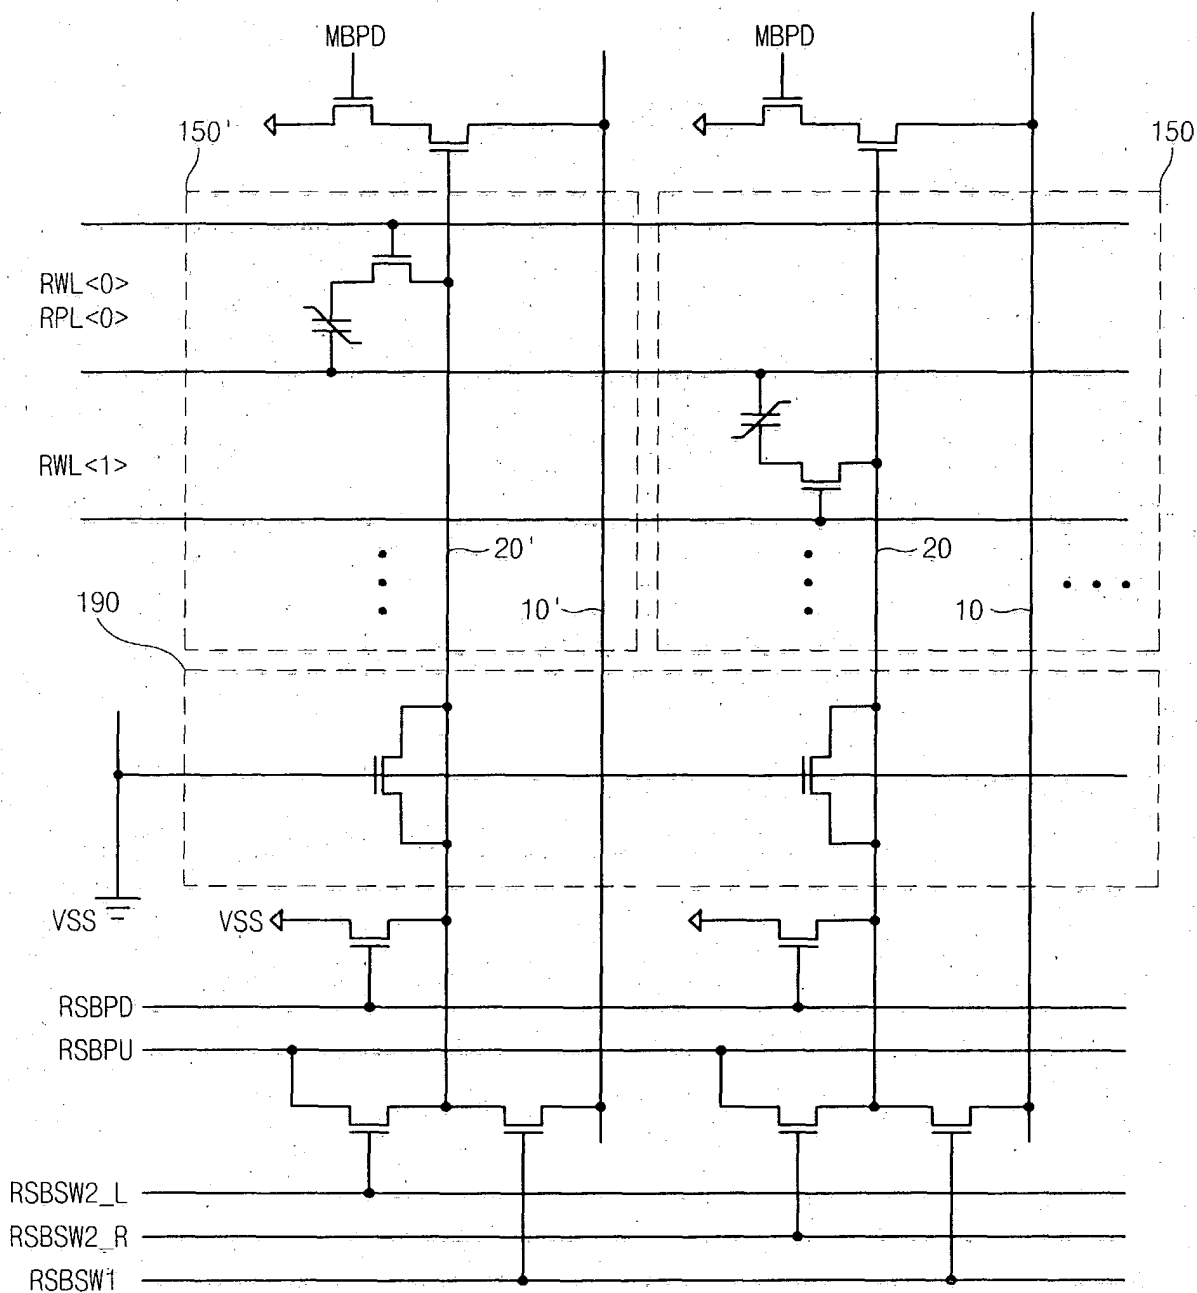 MBPD
MBPD
150'
150
RWL<0>
RPL<0>
RWL<1>
20'
20
10'
10
190
VSS
VSS
RSBPD
RSBPU
RSBSW2_L
RSBSW2_R
RSBSW1